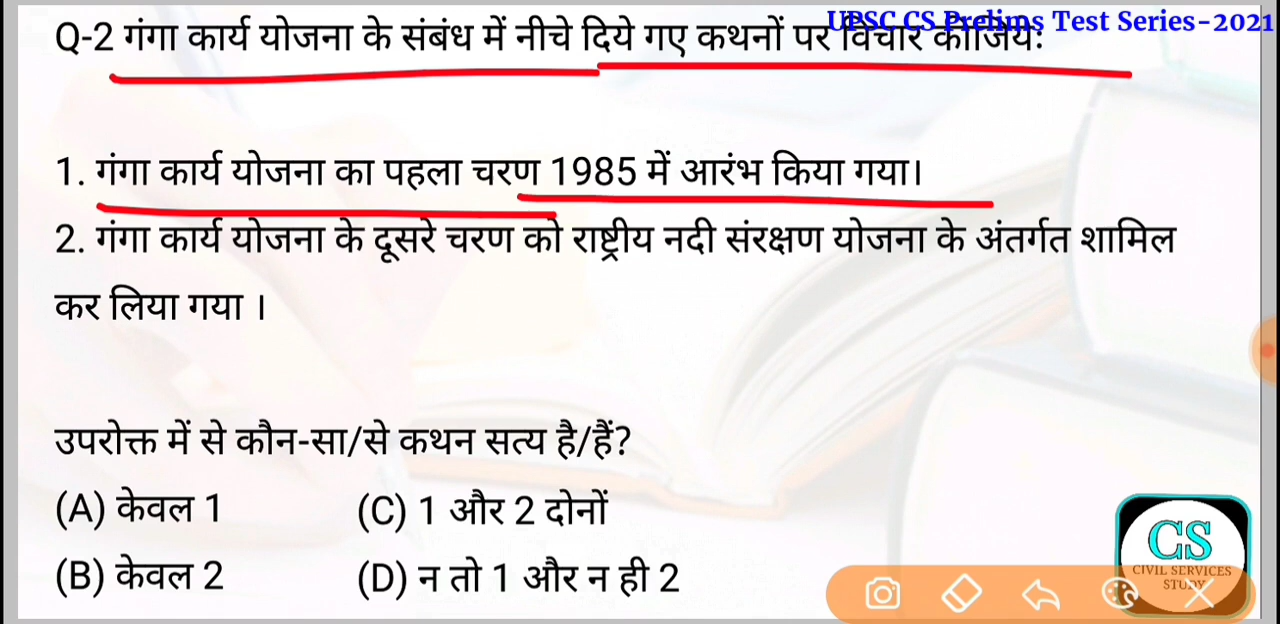 UPSC CS Prelims Test Series-2021
Q-2 गंगा कार्य योजना के संबंध में नीचे दिये गए कथनों पर विचार कीजिये:
1. गंगा कार्य योजना का पहला चरण 1985 में आरंभ किया गया।
2. गंगा कार्य योजना के दूसरे चरण को राष्ट्रीय नदी संरक्षण योजना के अंतर्गत शामिल
कर लिया गया ।
उपरोक्त में से कौन-सा/से कथन सत्य है/हैं?
(A) केवल 1 (C) 1 और 2 दोनों
(B) केवल 2 (D) न तो 1 और न ही 2
CS
CIVIL SERVICES
STUDY